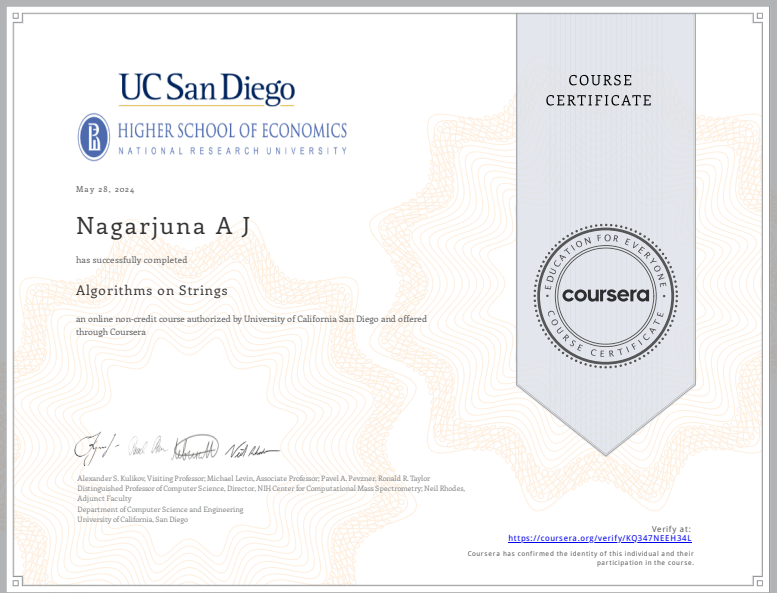 UC San Diego
HIGHER SCHOOL OF ECONOMICS
NATIONAL RESEARCH UNIVERSITY
May 28, 2024
Nagarjuna A J
has successfully completed
Algorithms on Strings
an online non-credit course authorized by University of California San Diego and offered
through Coursera
Alexander S. Kulikov, Visiting Professor; Michael Levin, Associate Professor; Pavel A. Pevzner, Ronald R. Taylor
Distinguished Professor of Computer Science, Director, NIH Center for Computational Mass Spectrometry; Neil Rhodes,
Adjunct Faculty
Department of Computer Science and Engineering
University of California, San Diego
COURSE
CERTIFICATE
EDUCATION FOR EVERYONE
coursera
COURSE CERTIFICATE
Verify at:
https://coursera.org/verify/KQ347NEEH34L
Coursera has confirmed the identity of this individual and their
participation in the course.